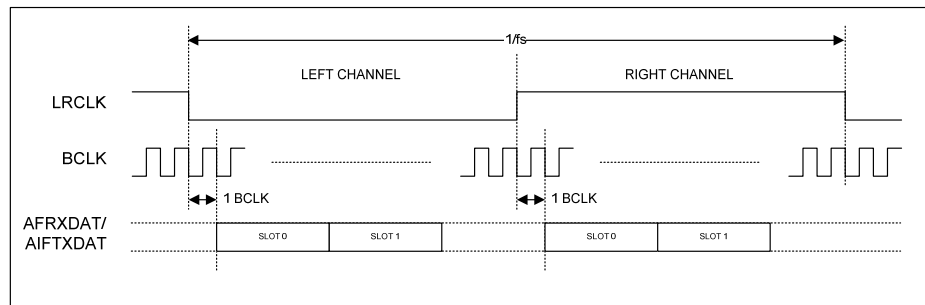 1/fs
LEFT CHANNEL RIGHT CHANNEL
LRCLK
BCLK
1 BCLK 1 BCLK
AFRXDAT/
AIFTXDAT
SLOT 0 SLOT 1 SLOT 0 SLOT 1